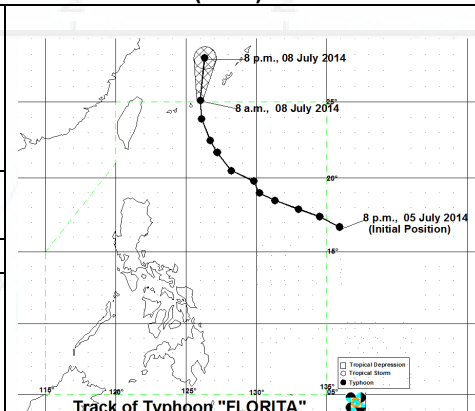 8 p.m., 08 July 2014
25°
8 a.m., 08 July 2014
20°
8 p.m., 05 July 2014
(Initial Position)
15°
Tropical Depression
Tropical Storm
Typhoon
115°
120°
125°
130°
135°
05°
Track of Typhoon "FLORITA"